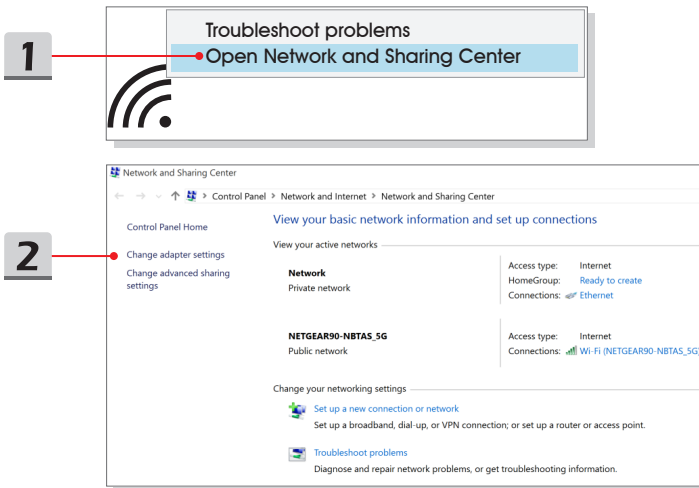 1
Troubleshoot problems
Open Network and Sharing Center
Network and Sharing Center
Control Panel > Network and Internet > Network and Sharing Center
2
Control Panel Home
Change adapter settings
Change advanced sharing
settings
View your basic network information and set up connections
View your active networks
Network
Private network
Access type: Internet
HomeGroup: Ready to create
Connections: Ethernet
NETGEAR90-NBTAS_5G
Public network
Access type: Internet
Connections: Wi-Fi (NETGEAR90-NBTAS_5G)
Change your networking settings
Set up a new connection or network
Set up a broadband, dial-up, or VPN connection; or set up a router or access point.
Troubleshoot problems
Diagnose and repair network problems, or get troubleshooting information.